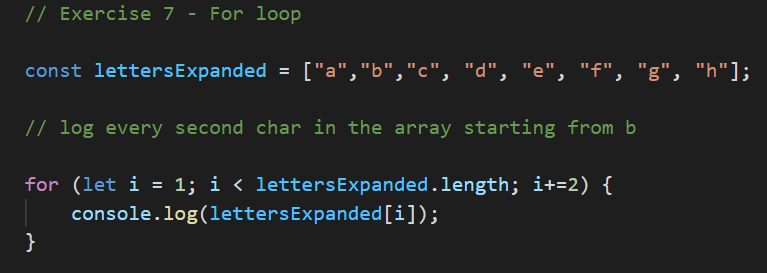 // Exercise 7 - For loop
const lettersExpanded = ["a","b","c", "d", "e", "f", "g", "h"];
// log every second char in the array starting from b
for (let i = 1; i < lettersExpanded.length; i+=2) {
    console.log(lettersExpanded[i]);
}